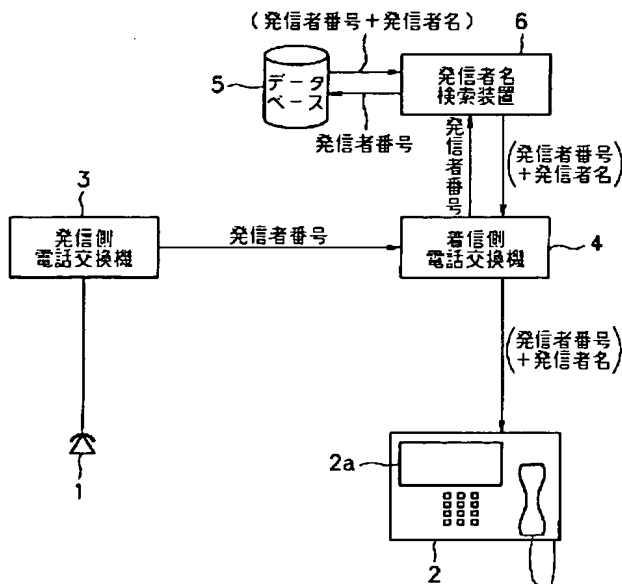 (発信者番号+発信者名)
6
5
データ
ベース
発信者名
検索装置
発信者番号
発信者番号
(発信者番号
+発信者名)
3
発信側
電話交換機
発信者番号
着信側
電話交換機
4
(発信者番号
+発信者名)
1
2a
2